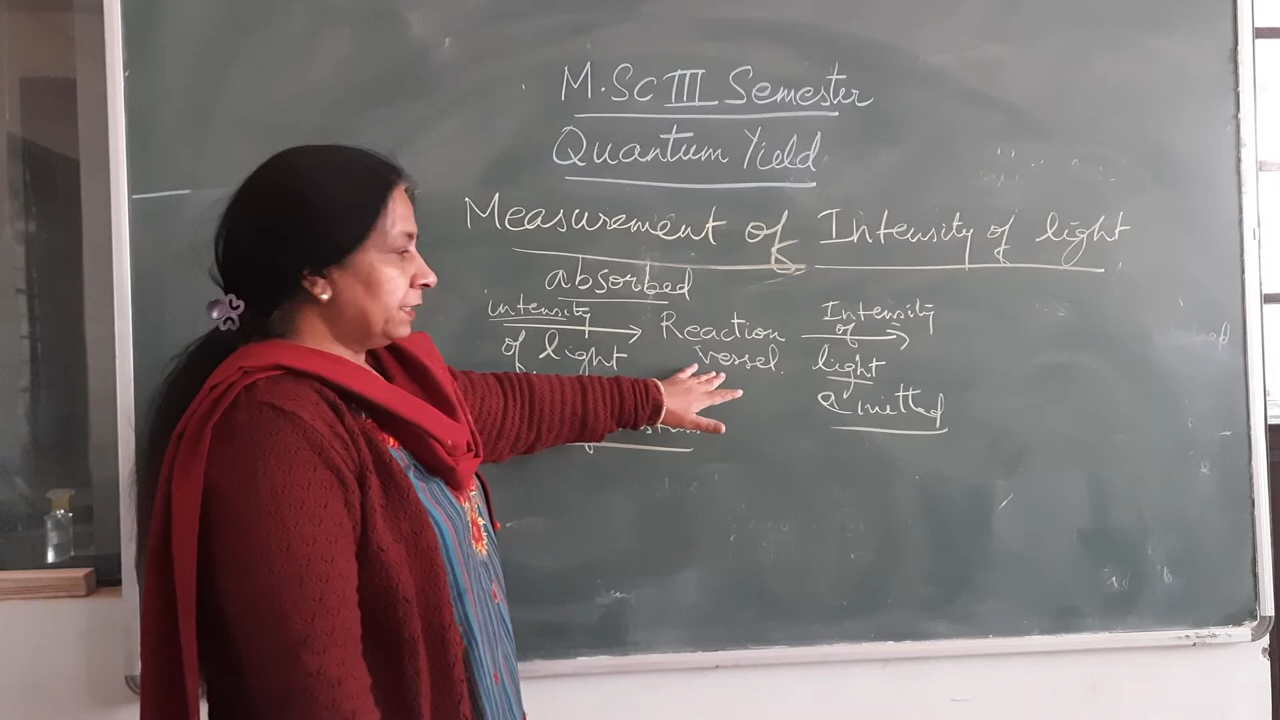 M.Sc III Semester
Quantum Yield
Measurement of Intensity of light
absorbed
intensity
of light
Reaction
vessel.
Intensity
of
light
emitted